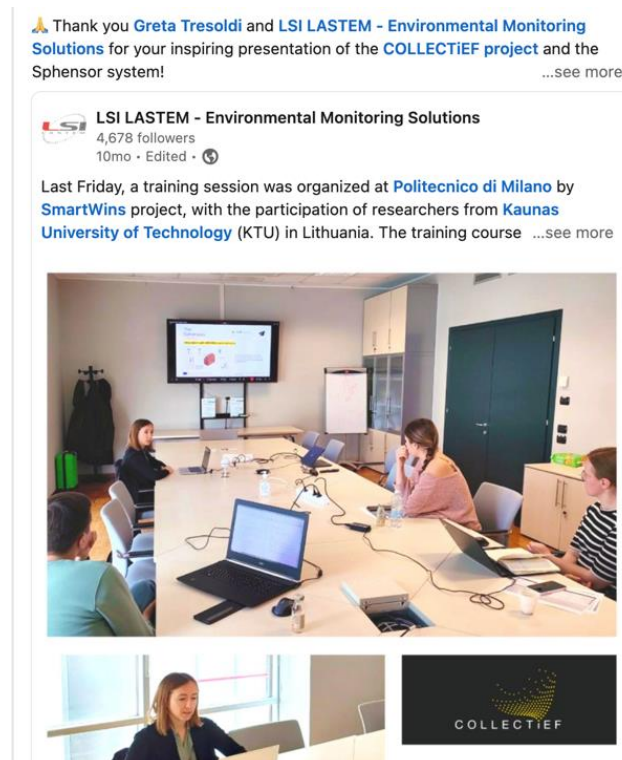 🙏 Thank you Greta Tresoldi and LSI LASTEM - Environmental Monitoring
Solutions for your inspiring presentation of the COLLECTiEF project and the
Sphensor system!
...see more
LSI
LASTEM
LSI LASTEM - Environmental Monitoring Solutions
4,678 followers
10mo • Edited •
Last Friday, a training session was organized at Politecnico di Milano by
SmartWins project, with the participation of researchers from Kaunas
University of Technology (KTU) in Lithuania. The training course ...see more
COLLECTiEF